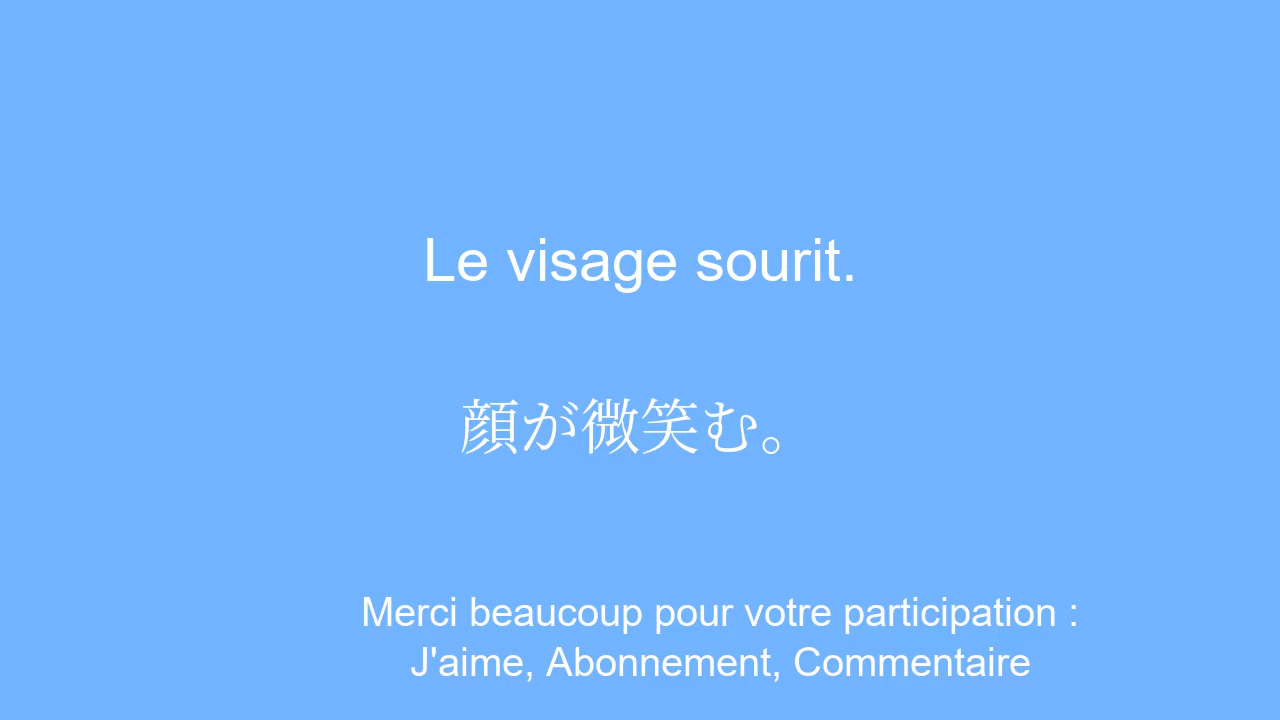 Le visage sourit.
顔が微笑む。
Merci beaucoup pour votre participation :
J'aime, Abonnement, Commentaire